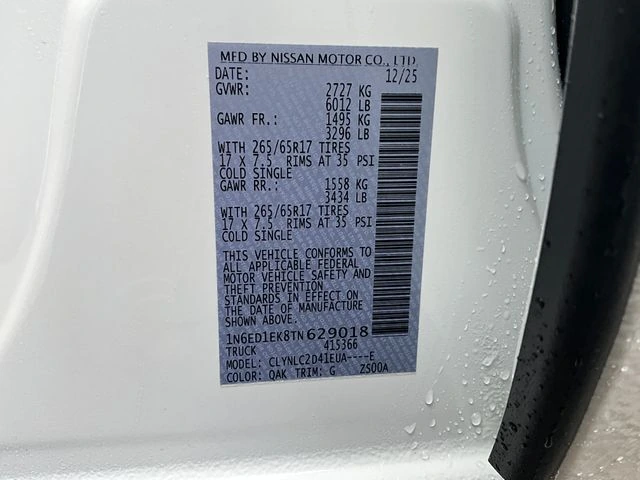 MFD BY NISSAN MOTOR CO., LTD.
DATE: 12/25
GVWR: 2727 KG
6012 LB
GAWR FR.: 1495 KG
3296 LB
WITH 265/65R17 TIRES
17 X 7.5 RIMS AT 35 PSI
COLD SINGLE
GAWR RR.: 1558 KG
3434 LB
WITH 265/65R17 TIRES
17 X 7.5 RIMS AT 35 PSI
COLD SINGLE
THIS VEHICLE CONFORMS TO
ALL APPLICABLE FEDERAL
MOTOR VEHICLE SAFETY AND
THEFT PREVENTION
STANDARDS IN EFFECT ON
THE DATE OF MANUFACTURE
SHOWN ABOVE.
1N6ED1EK8TN629018
TRUCK 415366
MODEL: CLYNLC2D41EUA----E
COLOR: QAK TRIM: G ZS00A